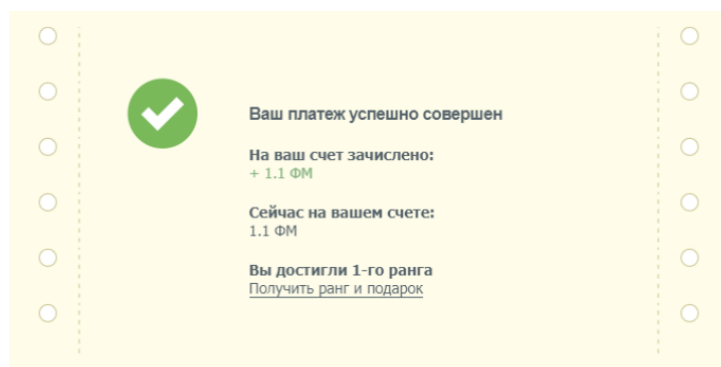 Ваш платеж успешно совершен
На ваш счет зачислено:
+ 1.1 ФМ
Сейчас на вашем счете:
1.1 ФМ
Вы достигли 1-го ранга
Получить ранг и подарок